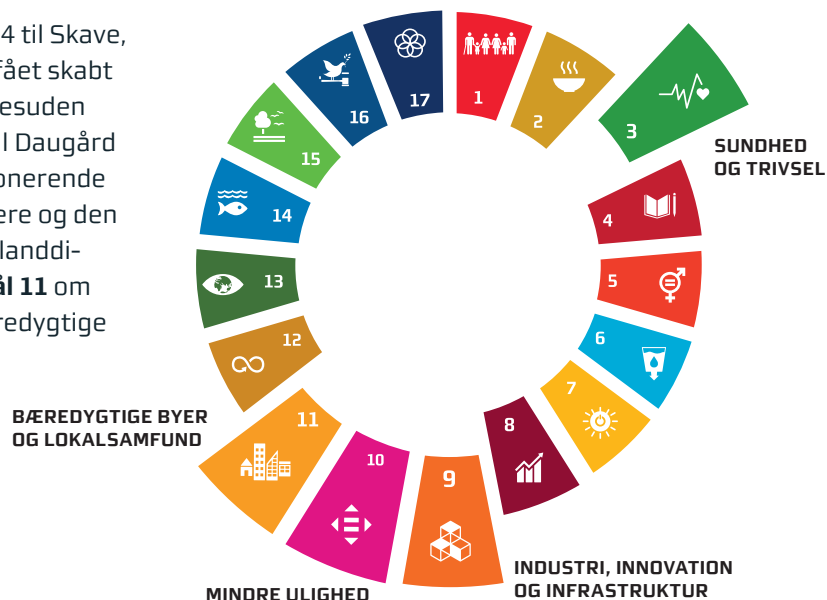 4 til Skave,
fået skabt
esuden
l Daugård
onerende
ere og den
landdi-
ål 11 om
redygtige
1
2
3
SUNDHED
OG TRIVSEL
4
5
6
7
8
9
INDUSTRI, INNOVATION
OG INFRASTRUKTUR
10
MINDRE ULIGHED
11
BÆREDYGTIGE BYER
OG LOKALSAMFUND
12
13
14
15
16
17